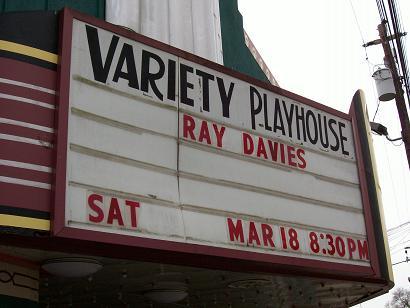 VARIETY PLAYHOUSE
RAY DAVIES
SAT MAR 18 8:30PM